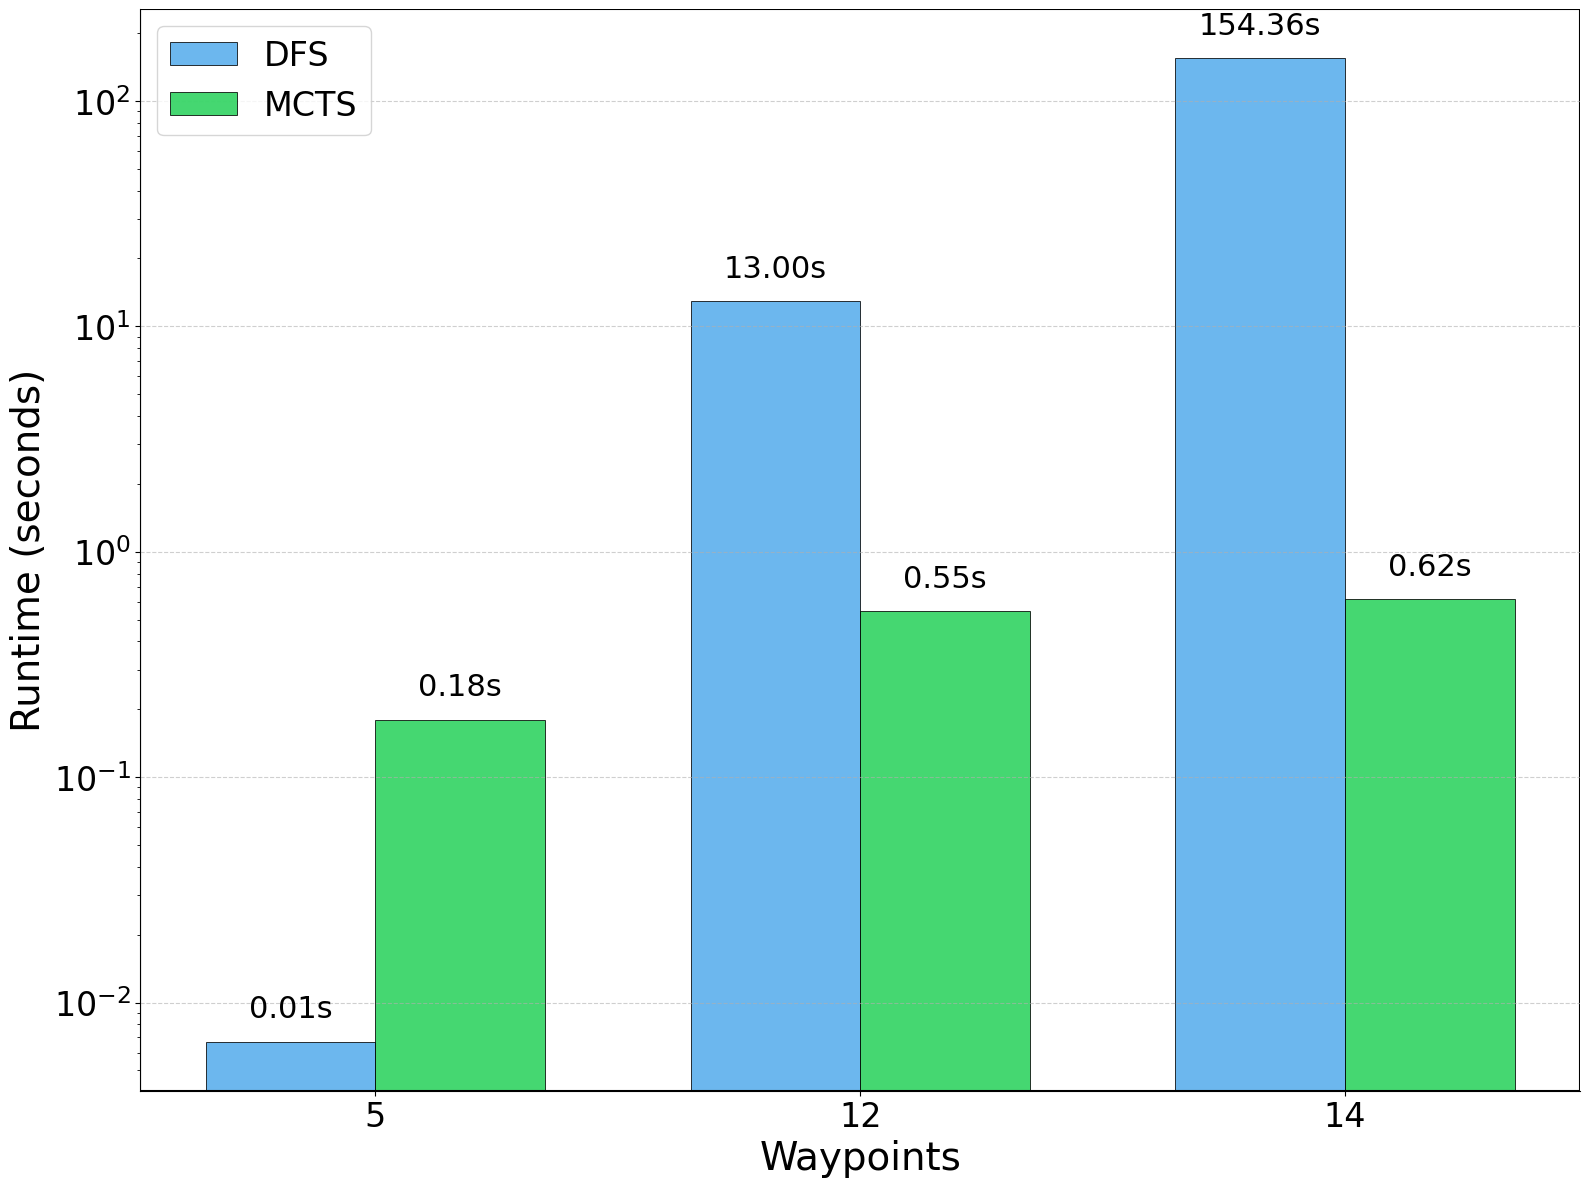 DFS
MCTS
154.36s
13.00s
0.55s
0.62s
0.18s
0.01s
10²
10¹
10⁰
10⁻¹
10⁻²
Runtime (seconds)
5 12 14
Waypoints